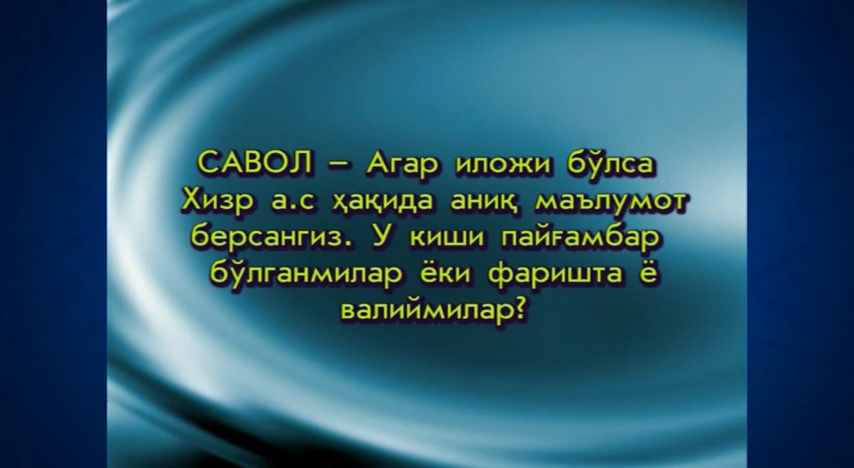 САВОЛ – Агар иложи бўлса
Хизр а.с ҳақида аниқ маълумот
берсангиз. У киши пайғамбар
бўлганмилар ёки фаришта ё
валиймилар?